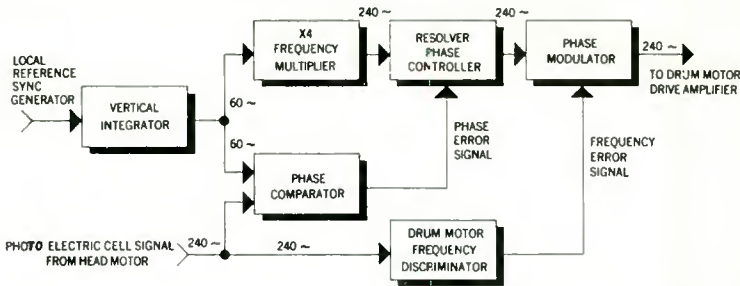 240 ~
240 ~
X4
FREQUENCY
MULTIPLIER
RESOLVER
PHASE
CONTROLLER
PHASE
MODULATOR
240 ~
TO DRUM MOTOR
DRIVE AMPLIFIER
LOCAL
REFERENCE
SYNC
GENERATOR
VERTICAL
INTEGRATOR
60 ~
60 ~
PHASE
COMPARATOR
PHASE
ERROR
SIGNAL
FREQUENCY
ERROR
SIGNAL
PHOTO ELECTRIC CELL SIGNAL
FROM HEAD MOTOR
240 ~
240 ~
DRUM MOTOR
FREQUENCY
DISCRIMINATOR